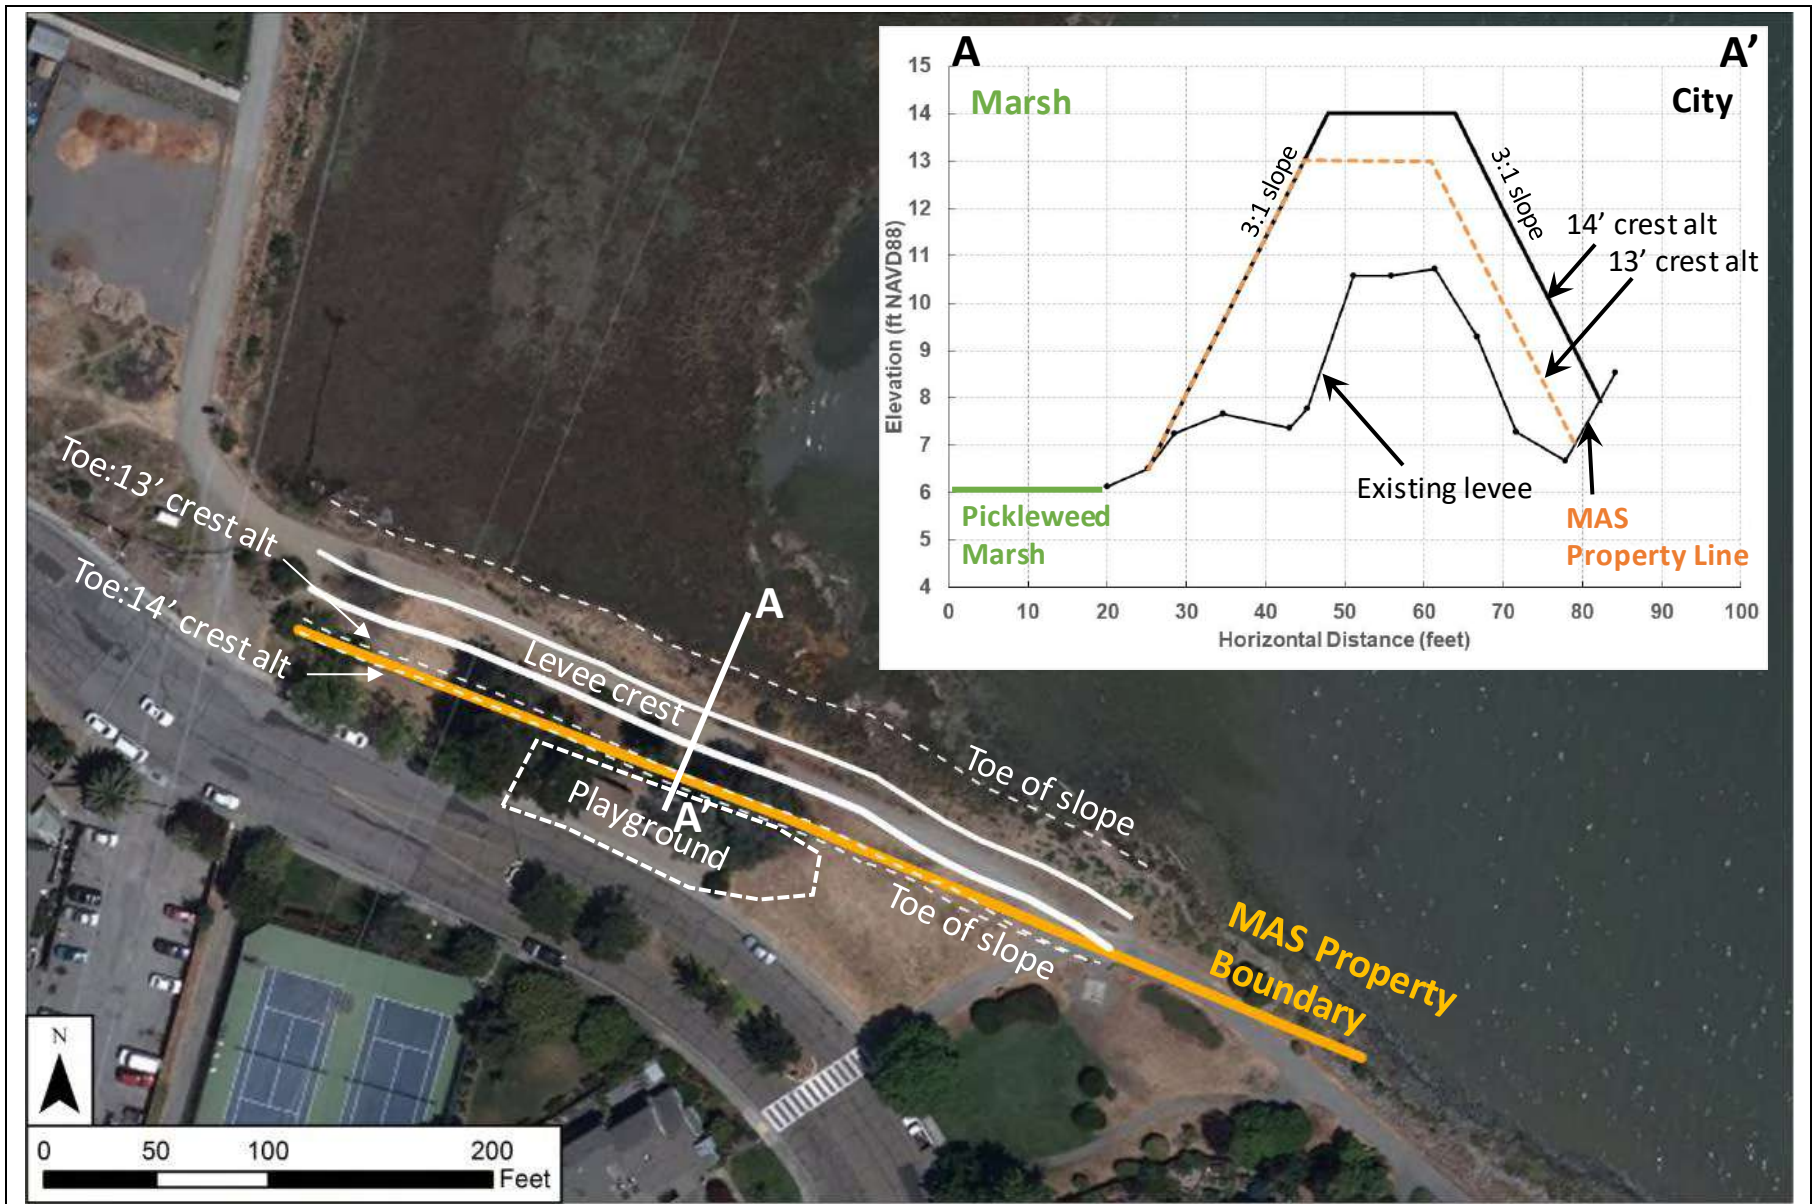 A
A’
15
14
13
12
11
10
9
8
7
6
5
4
Elevation (ft NAVD88)
Marsh
City
3:1 slope
3:1 slope
14’ crest alt
13’ crest alt
Existing levee
Pickleweed
Marsh
MAS
Property Line
0
10
20
30
40
50
60
70
80
90
100
Horizontal Distance (feet)
Toe:13’ crest alt
Toe:14’ crest alt
A
Levee crest
A’
Playground
Toe of slope
Toe of slope
MAS Property
Boundary
N
0 50 100 200
Feet